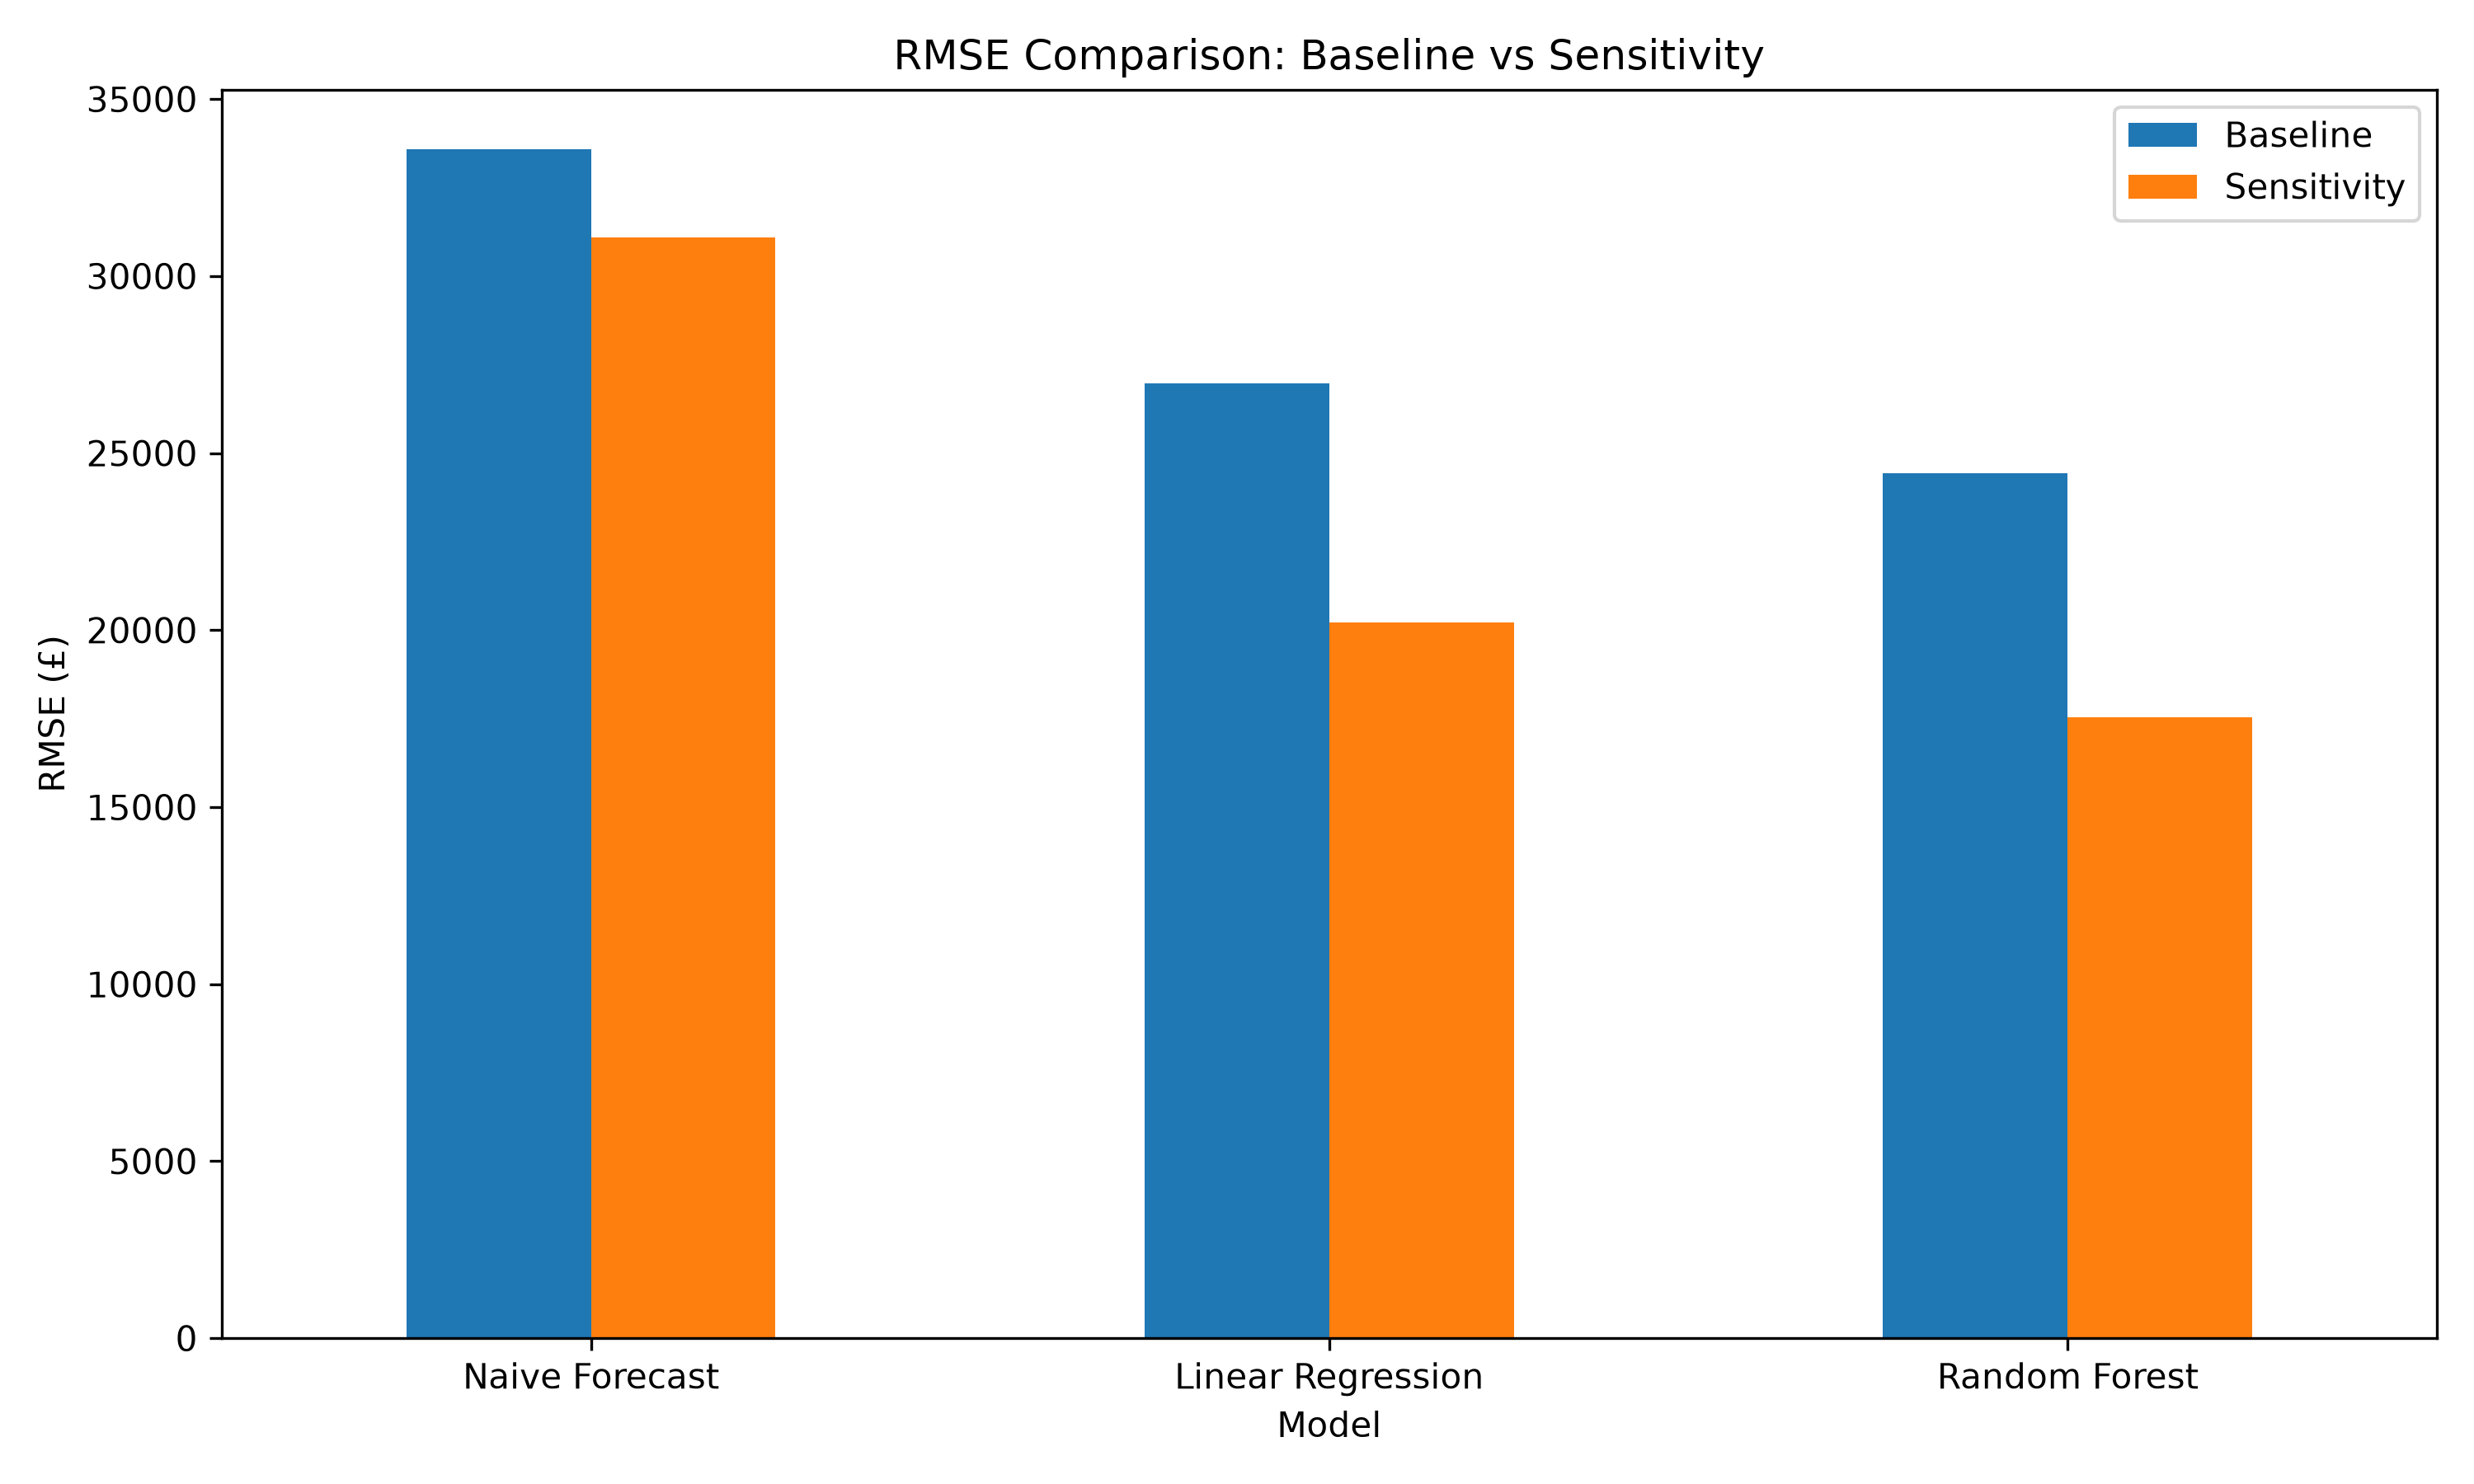 RMSE Comparison: Baseline vs Sensitivity
Baseline
Sensitivity
RMSE (£)
35000
30000
25000
20000
15000
10000
5000
0
Naive Forecast
Linear Regression
Random Forest
Model